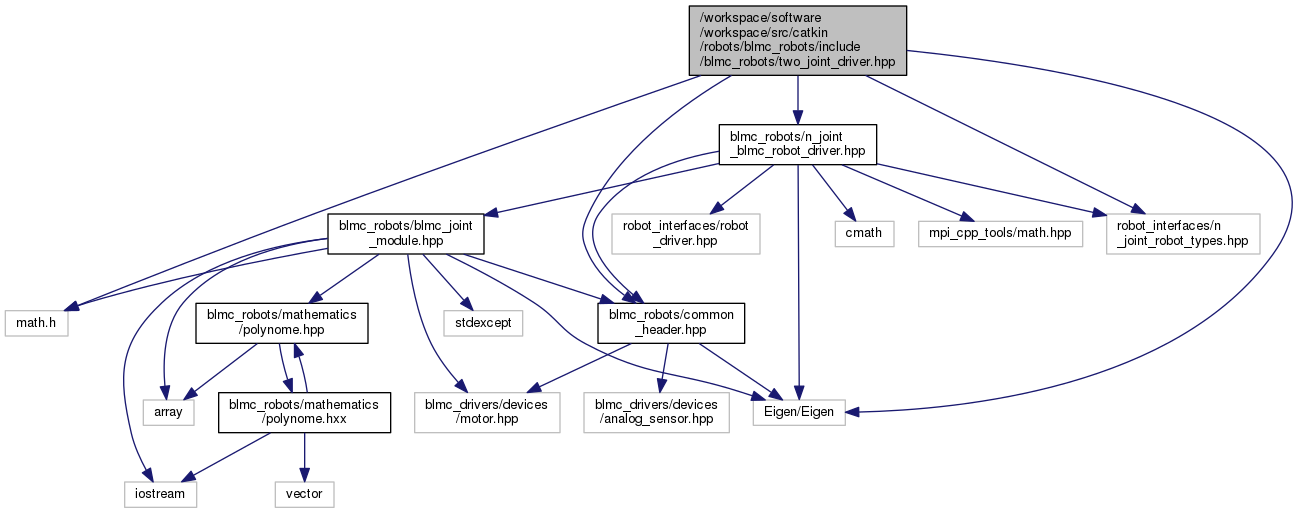 /workspace/software
/workspace/src/catkin
/robots/blmc_robots/include
/blmc_robots/two_joint_driver.hpp
blmc_robots/n_joint
_blmc_robot_driver.hpp
blmc_robots/blmc_joint
_module.hpp
robot_interfaces/robot
_driver.hpp
cmath
mpi_cpp_tools/math.hpp
robot_interfaces/n
_joint_robot_types.hpp
math.h
blmc_robots/mathematics
/polynome.hpp
stdexcept
blmc_robots/common
_header.hpp
array
blmc_robots/mathematics
/polynome.hxx
blmc_drivers/devices
/motor.hpp
blmc_drivers/devices
/analog_sensor.hpp
Eigen/Eigen
iostream
vector